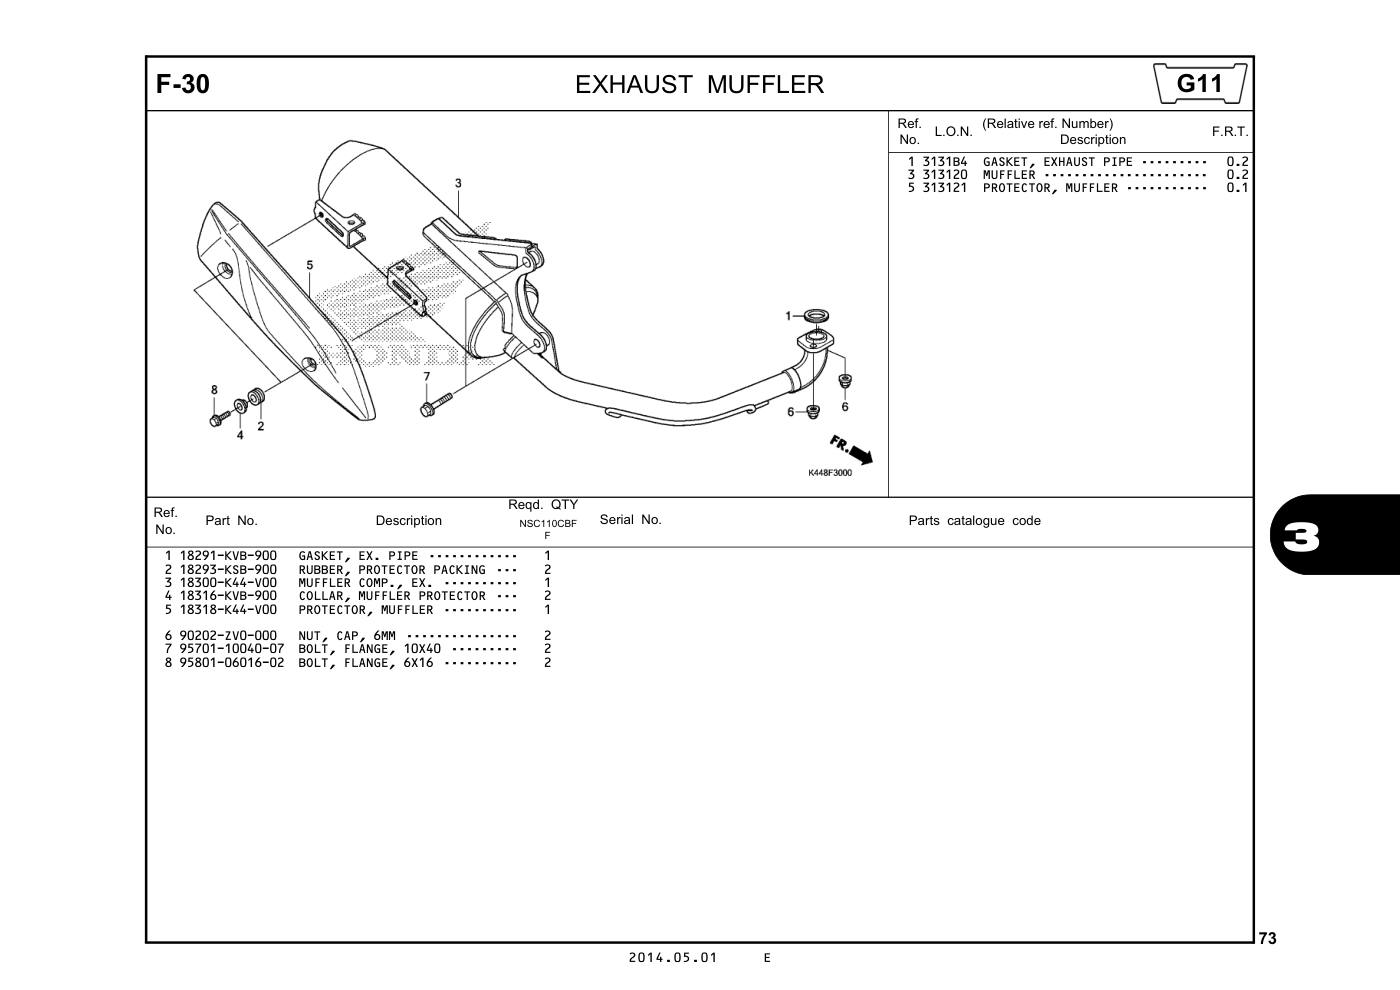 F-30 EXHAUST MUFFLER G11
Ref. No. L.O.N. (Relative ref. Number) Description F.R.T.
1 3131B4 GASKET, EXHAUST PIPE --------- 0.2
3 313120 MUFFLER ---------------------- 0.2
5 313121 PROTECTOR, MUFFLER ----------- 0.1
3
5
1
7
8
6
6
4
2
HONDA
FR.
K448F3000
Ref. No. Part No. Description Reqd. QTY NSC110CBF F Serial No. Parts catalogue code
1 18291-KVB-900 GASKET, EX. PIPE ------------ 1
2 18293-KSB-900 RUBBER, PROTECTOR PACKING --- 2
3 18300-K44-V00 MUFFLER COMP., EX. ---------- 1
4 18316-KVB-900 COLLAR, MUFFLER PROTECTOR --- 2
5 18318-K44-V00 PROTECTOR, MUFFLER ---------- 1
6 90202-ZV0-000 NUT, CAP, 6MM --------------- 2
7 95701-10040-07 BOLT, FLANGE, 10X40 --------- 2
8 95801-06016-02 BOLT, FLANGE, 6X16 ---------- 2
3
73
2014.05.01 E